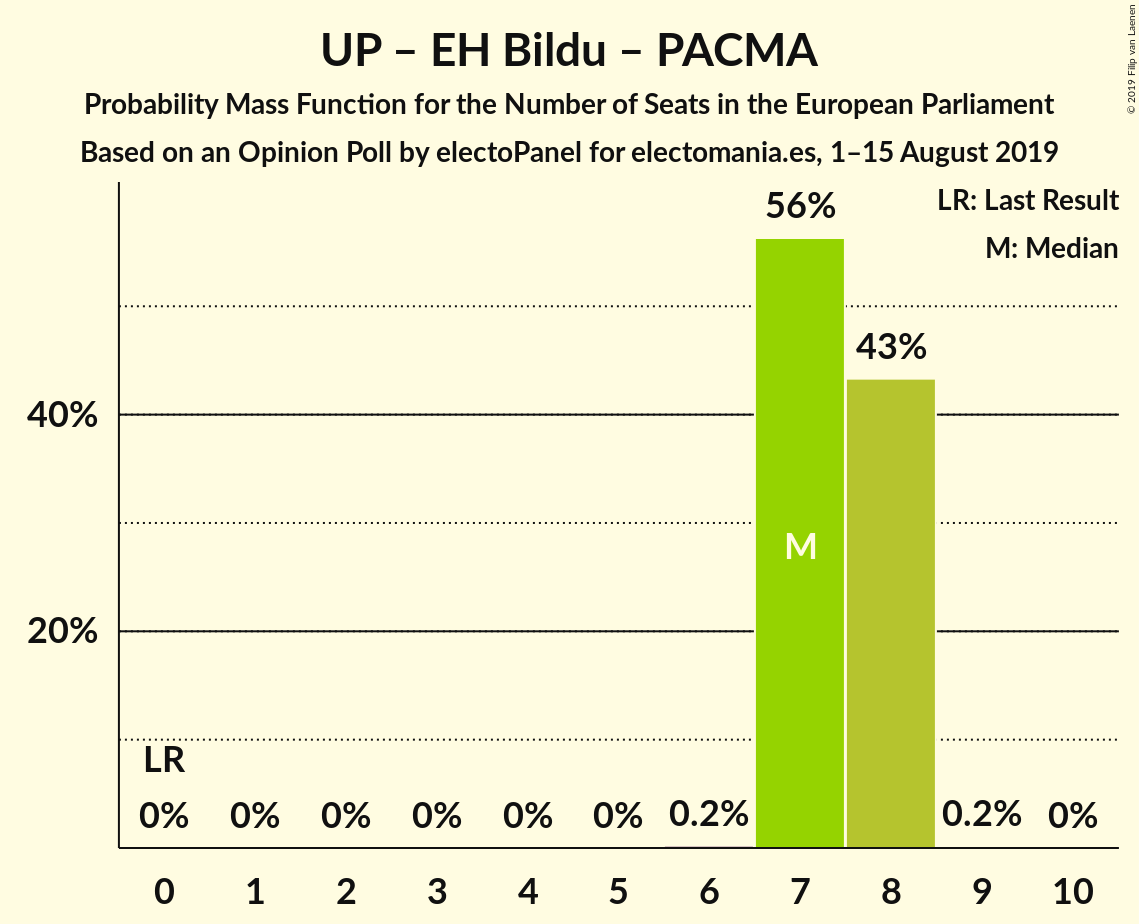 UP – EH Bildu – PACMA
Probability Mass Function for the Number of Seats in the European Parliament
Based on an Opinion Poll by electoPanel for electomania.es, 1–15 August 2019
© 2019 Filip van Laenen
LR: Last Result
M: Median
56%
43%
40%
M
20%
LR
0% 0% 0% 0% 0% 0% 0.2% 0.2% 0%
0 1 2 3 4 5 6 7 8 9 10